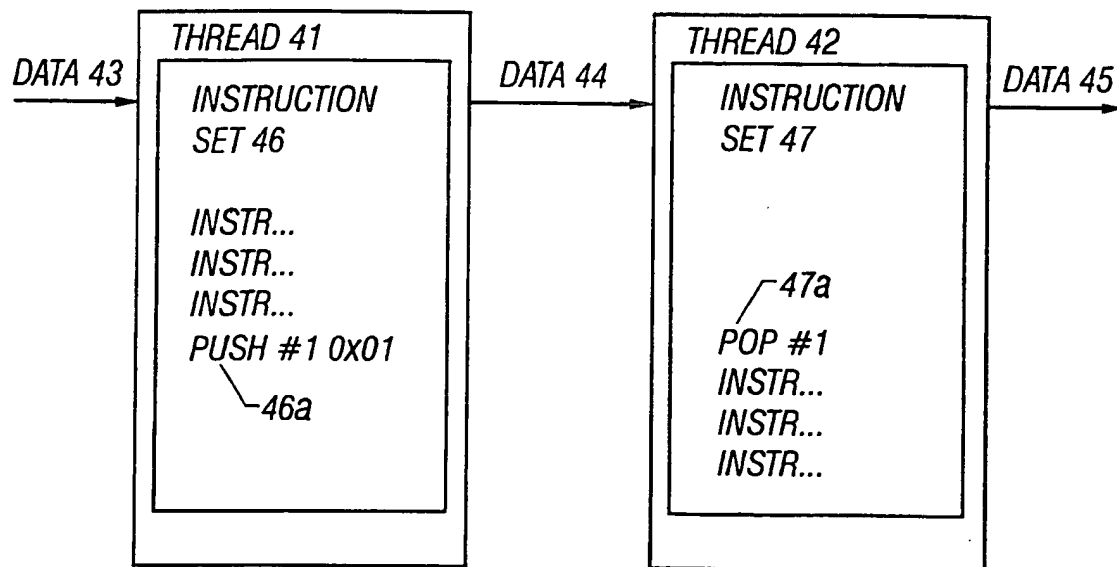 THREAD 41
DATA 43
INSTRUCTION
SET 46
INSTR...
INSTR...
INSTR...
PUSH #1 0x01
46a
DATA 44
THREAD 42
INSTRUCTION
SET 47
47a
POP #1
INSTR...
INSTR...
INSTR...
DATA 45